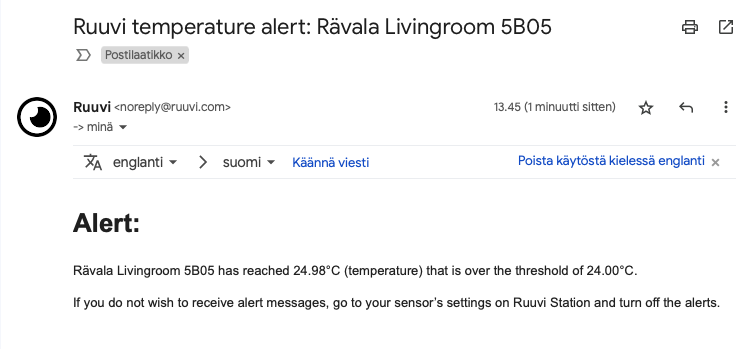 Ruuvi temperature alert: Rävala Livingroom 5B05
Postilaatikko ×
Ruuvi <noreply@ruuvi.com> 13.45 (1 minuutti sitten)
-> minä
englanti > suomi Käännä viesti Poista käytöstä kielessä englanti ×
Alert:
Rävala Livingroom 5B05 has reached 24.98°C (temperature) that is over the threshold of 24.00°C.
If you do not wish to receive alert messages, go to your sensor’s settings on Ruuvi Station and turn off the alerts.